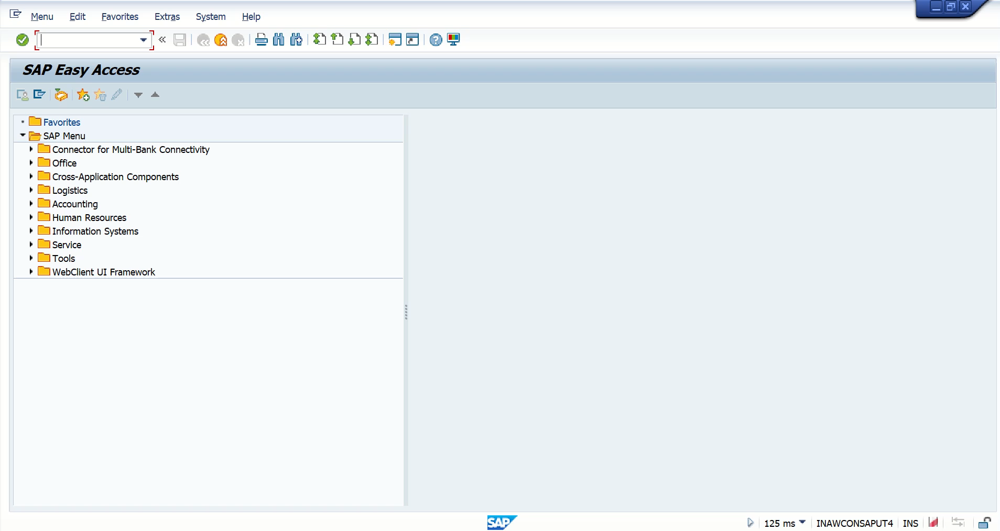 Menu Edit Favorites Extras System Help
SAP Easy Access
Favorites
SAP Menu
Connector for Multi-Bank Connectivity
Office
Cross-Application Components
Logistics
Accounting
Human Resources
Information Systems
Service
Tools
WebClient UI Framework
SAP 125 ms INAWCONSAPUT4 INS